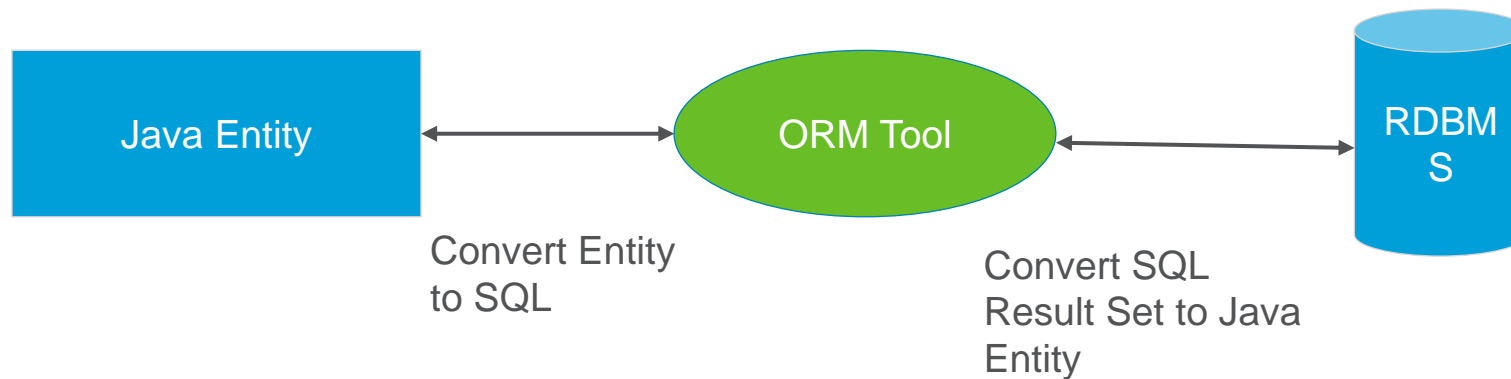 Java Entity
ORM Tool
RDBM
S
Convert Entity
to SQL
Convert SQL
Result Set to Java
Entity